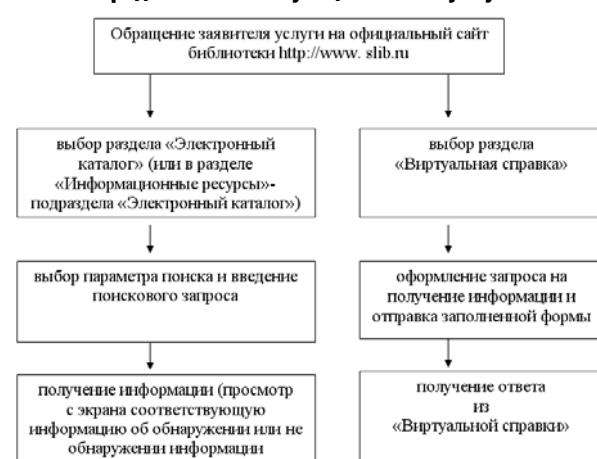 Обращение заявителя услуги на официальный сайт
библиотеки http://www. slib.ru
выбор раздела «Электронный
каталог» (или в разделе
«Информационные ресурсы»-
подраздела «Электронный каталог»)
выбор раздела
«Виртуальная справка»
выбор параметра поиска и введение
поискового запроса
оформление запроса на
получение информации и
отправка заполненной формы
получение информации (просмотр
с экрана соответствующую
информацию об обнаружении или не
обнаружении информации
получение ответа
из
«Виртуальной справки»